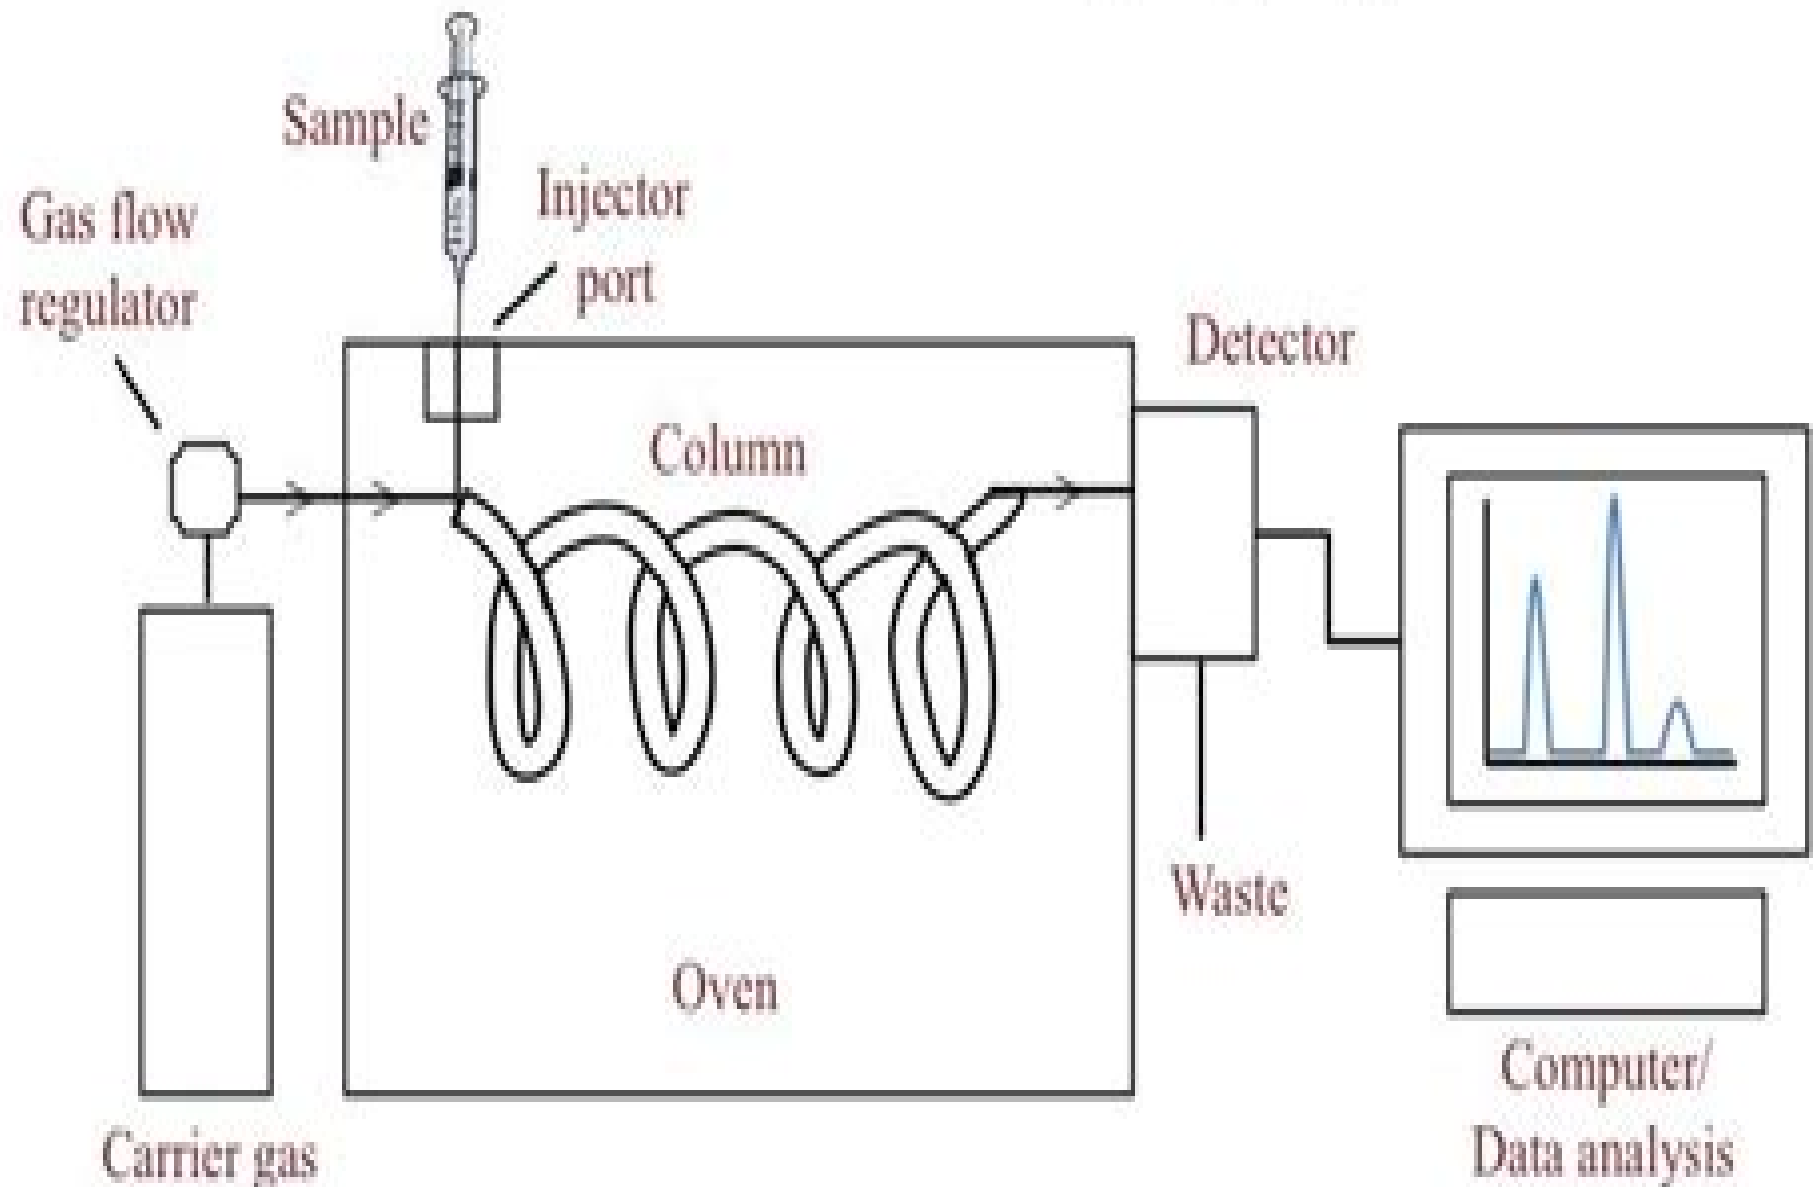 Sample
Injector
port
Gas flow
regulator
Detector
Column
Waste
Oven
Computer/
Data analysis
Carrier gas